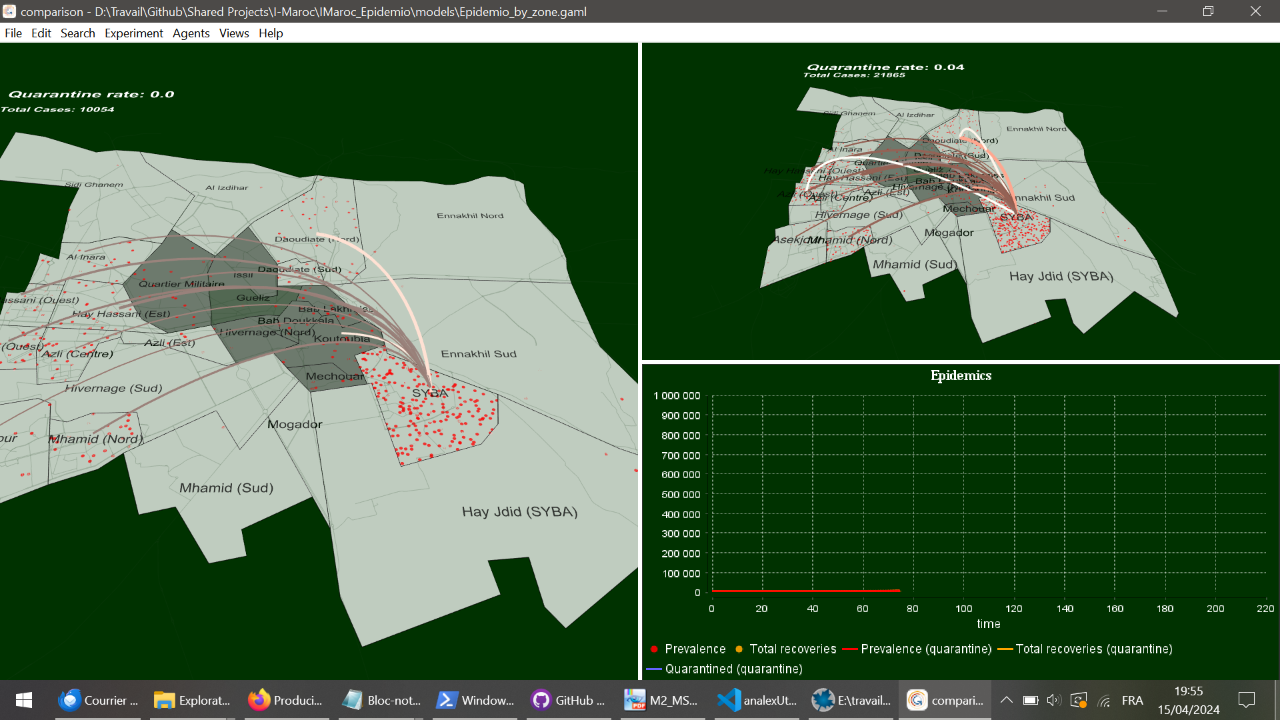 comparison - D:\Travail\Github\Shared Projects\I-Maroc\IMaroc_Epidemio\models\Epidemio_by_zone.gaml
File Edit Search Experiment Agents Views Help
Quarantine rate: 0.0
Total Cases: 10054
Sidi Ghanem
Al Izdihar
Ennakhil Nord
Daoudiate (Nord)
Al Inara
Daoudiate (Sud)
Issil
Quartier Militaire
Guéliz
Hay Hassani (Est)
Bab Doukkala
Hivernage (Nord)
Koutoubia
Azli (Est)
Azli (Centre)
Ennakhil Sud
Mechouar
Hivernage (Sud)
SYBA
Mogador
Mhamid (Nord)
Mhamid (Sud)
Hay Jdid (SYBA)
Quarantine rate: 0.04
Total Cases: 21865
Sidi Ghanem
Al Izdihar
Ennakhil Nord
Daoudiate (Nord)
Al Inara
Daoudiate (Sud)
Hay Hassani (Ouest)
Hay Hassani (Est)
Azli (Ouest)
Azli (Centre)
Azli (Est)
Mechouar
Hivernage (Sud)
SYBA
Mogador
Mhamid (Nord)
Mhamid (Sud)
Hay Jdid (SYBA)
Epidemics
1 000 000
900 000
800 000
700 000
600 000
500 000
400 000
300 000
200 000
100 000
0
0 20 40 60 80 100 120 140 160 180 200 220
time
Prevalence Total recoveries Prevalence (quarantine) Total recoveries (quarantine)
Quarantined (quarantine)
Courrier ... Explorat... Produci... Bloc-not... Window... GitHub ... M2_MS... analexUt... E:\travail... compari... FRA 19:55
15/04/2024